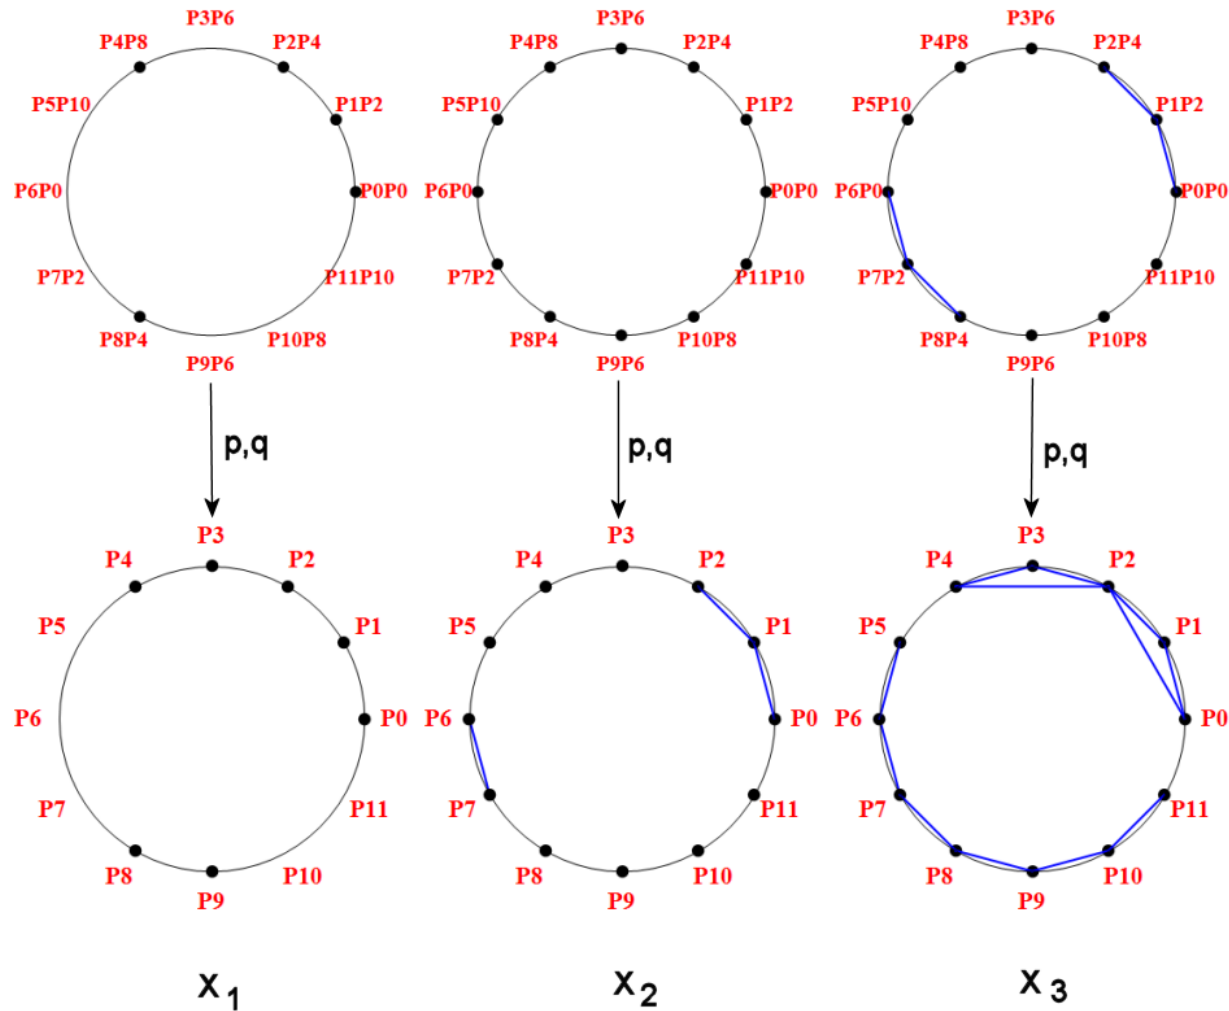 P3P6 P3P6 P3P6
P4P8 P2P4 P4P8 P2P4 P4P8 P2P4
P5P10 P1P2 P5P10 P1P2 P5P10 P1P2
P6P0 P0P0 P6P0 P0P0 P6P0 P0P0
P7P2 P11P10 P7P2 P11P10 P7P2 P11P10
P8P4 P10P8 P8P4 P10P8 P8P4 P10P8
P9P6 P9P6 P9P6
p,q p,q p,q
P3 P3 P3
P4 P2 P4 P2 P4 P2
P5 P1 P5 P1 P5 P1
P6 P0 P6 P0 P6 P0
P7 P11 P7 P11 P7 P11
P8 P10 P8 P10 P8 P10
P9 P9 P9
X1 X2 X3